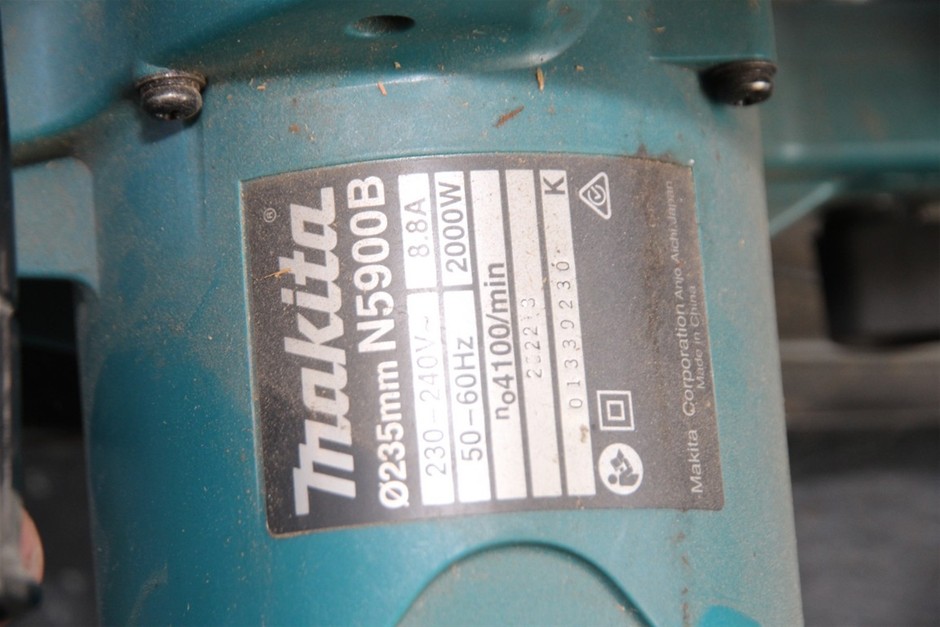 makita®
Ø235mm N5900B
230-240V~ 8.8A
50-60Hz 2000W
n₀4100/min
01339230 K
Makita Corporation Anjo Aichi Japan
Made in China